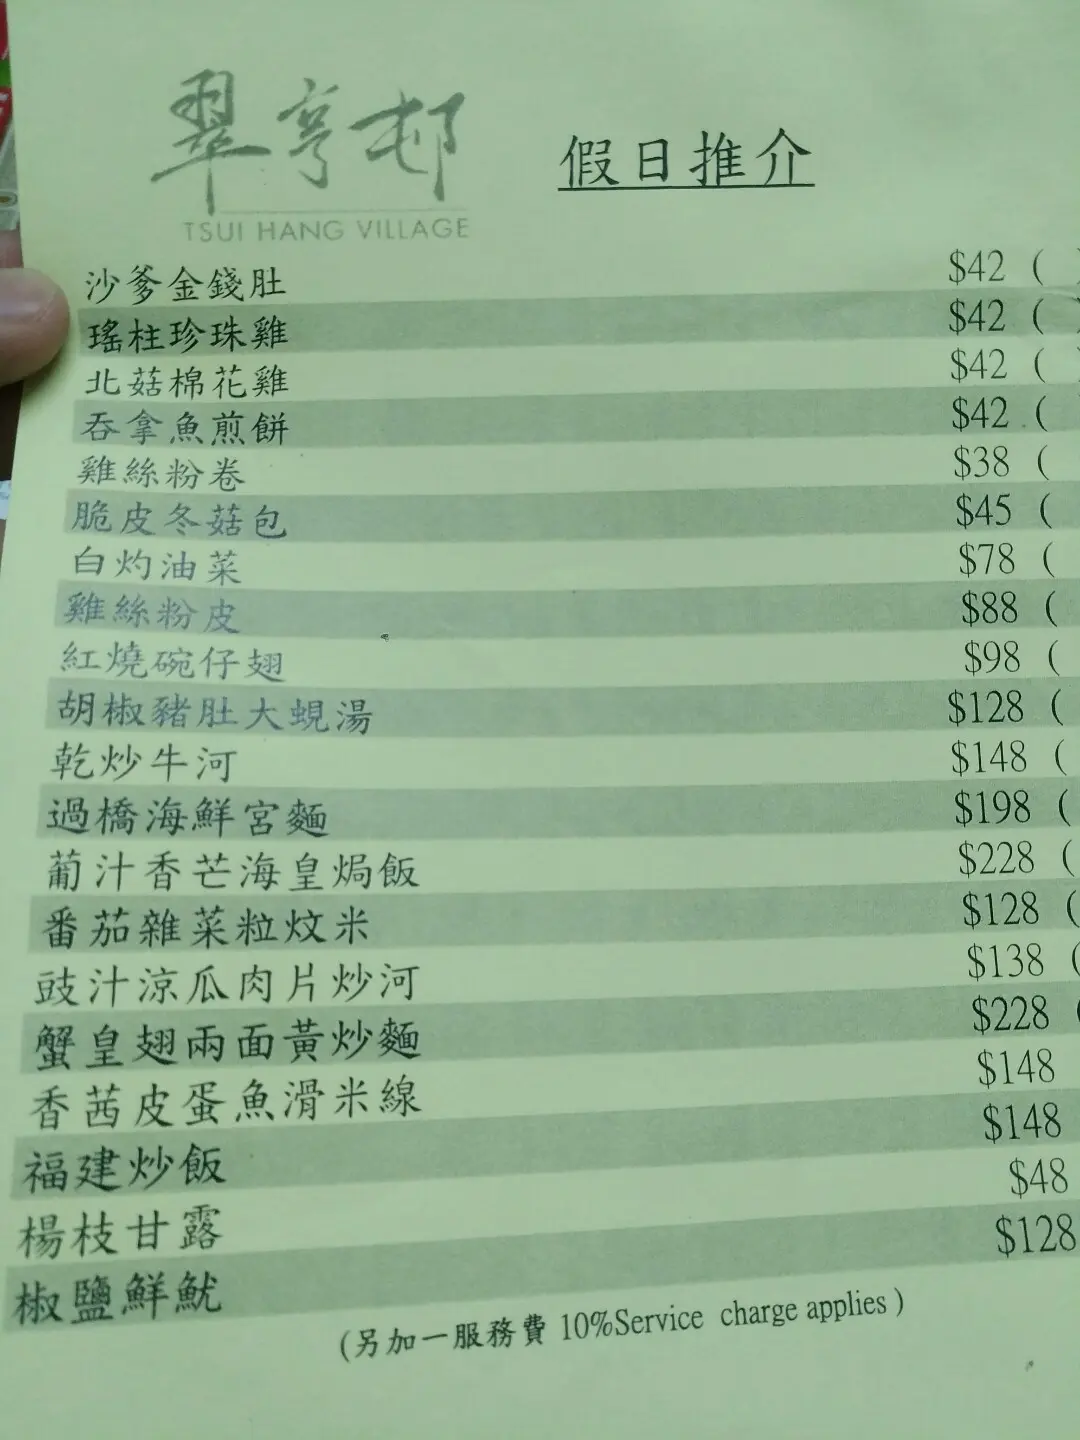 翠亨邨
TSUI HANG VILLAGE
假日推介
沙爹金錢肚 $42 (
瑤柱珍珠雞 $42 (
北菇棉花雞 $42 (
吞拿魚煎餅 $42 (
雞絲粉卷 $38 (
脆皮冬菇包 $45 (
白灼油菜 $78 (
雞絲粉皮 $88 (
紅燒碗仔翅 $98 (
胡椒豬肚大蜆湯 $128 (
乾炒牛河 $148 (
過橋海鮮宮麵 $198 (
葡汁香芒海皇焗飯 $228 (
番茄雜菜粒炆米 $128 (
豉汁涼瓜肉片炒河 $138 (
蟹皇翅兩面黃炒麵 $228 (
香茜皮蛋魚滑米線 $148
福建炒飯 $148
楊枝甘露 $48
椒鹽鮮魷 $128
(另加一服務費 10%Service charge applies )